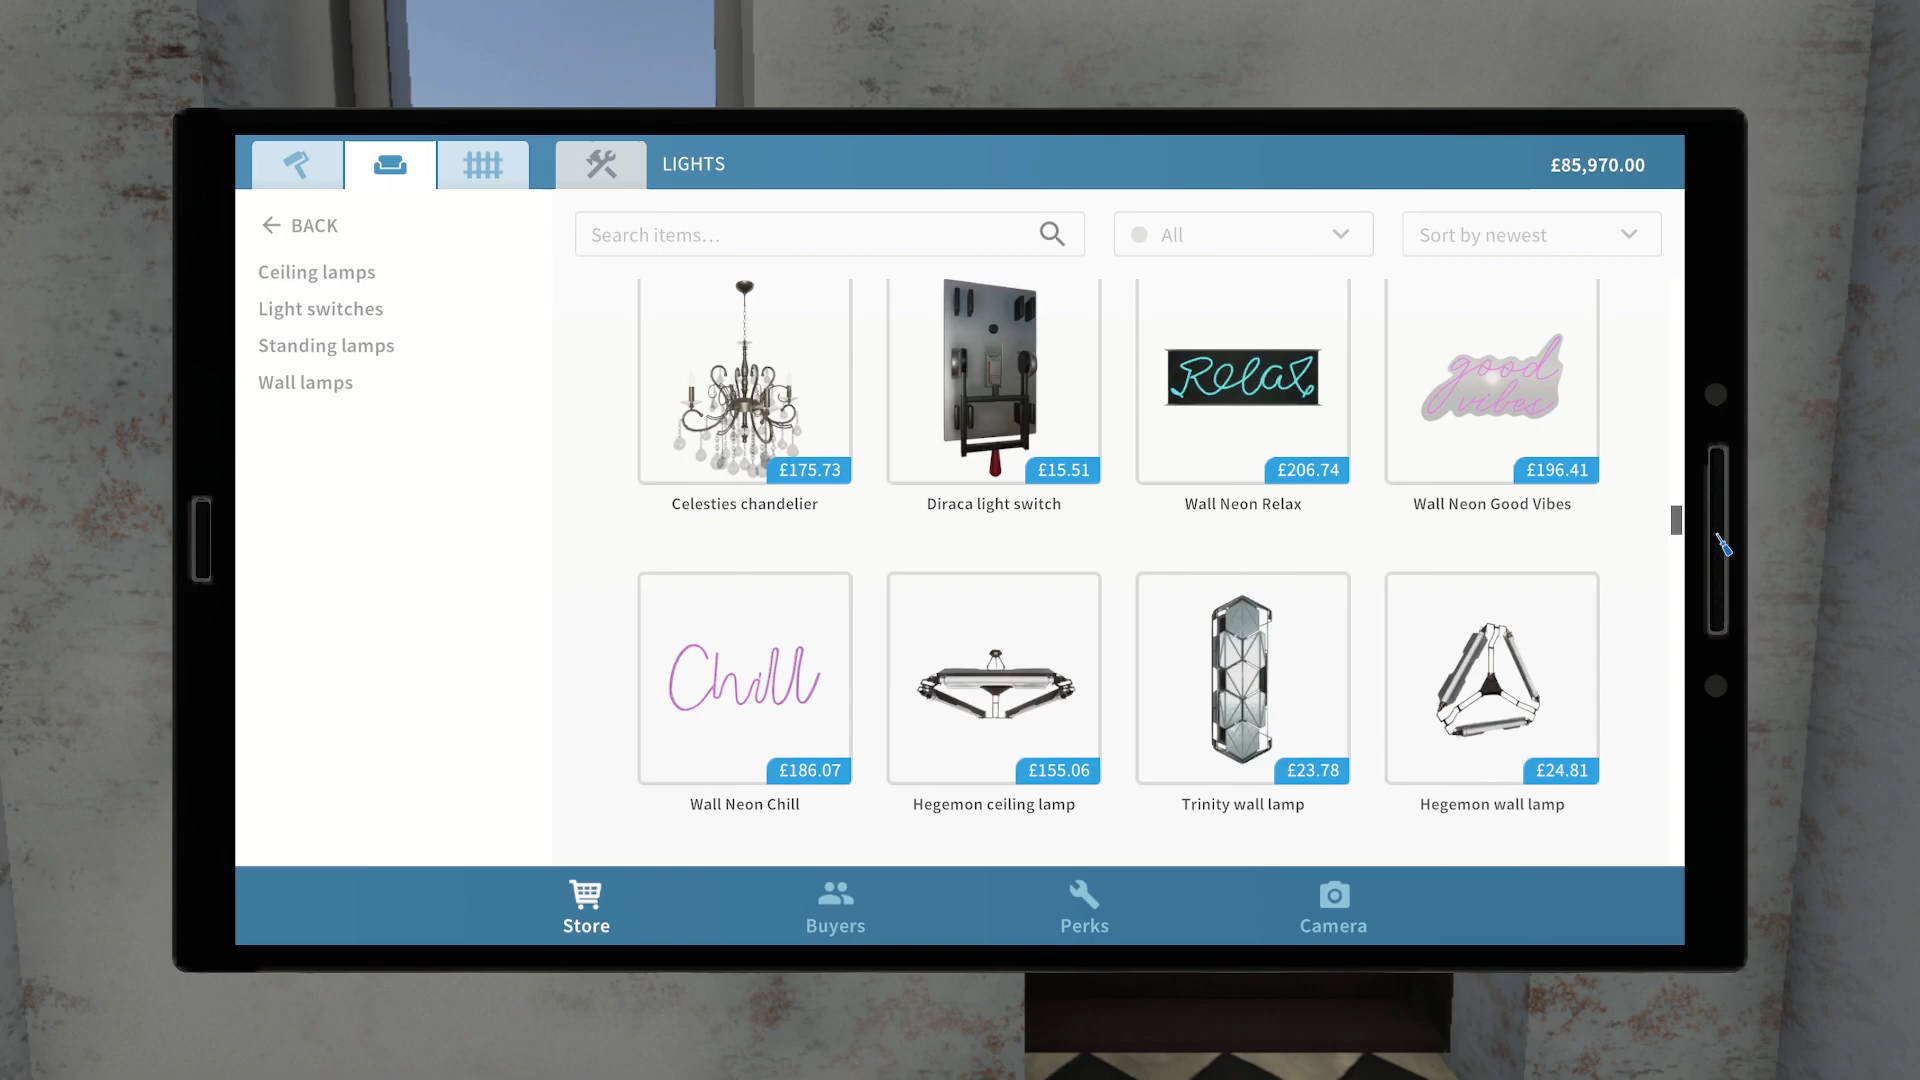 LIGHTS
£85,970.00
BACK
Search items...
All
Sort by newest
Ceiling lamps
Light switches
Standing lamps
Wall lamps
Relax
good
vibes
£175.73
£15.51
£206.74
£196.41
Celesties chandelier
Diraca light switch
Wall Neon Relax
Wall Neon Good Vibes
Chill
£186.07
£155.06
£23.78
£24.81
Wall Neon Chill
Hegemon ceiling lamp
Trinity wall lamp
Hegemon wall lamp
Store
Buyers
Perks
Camera